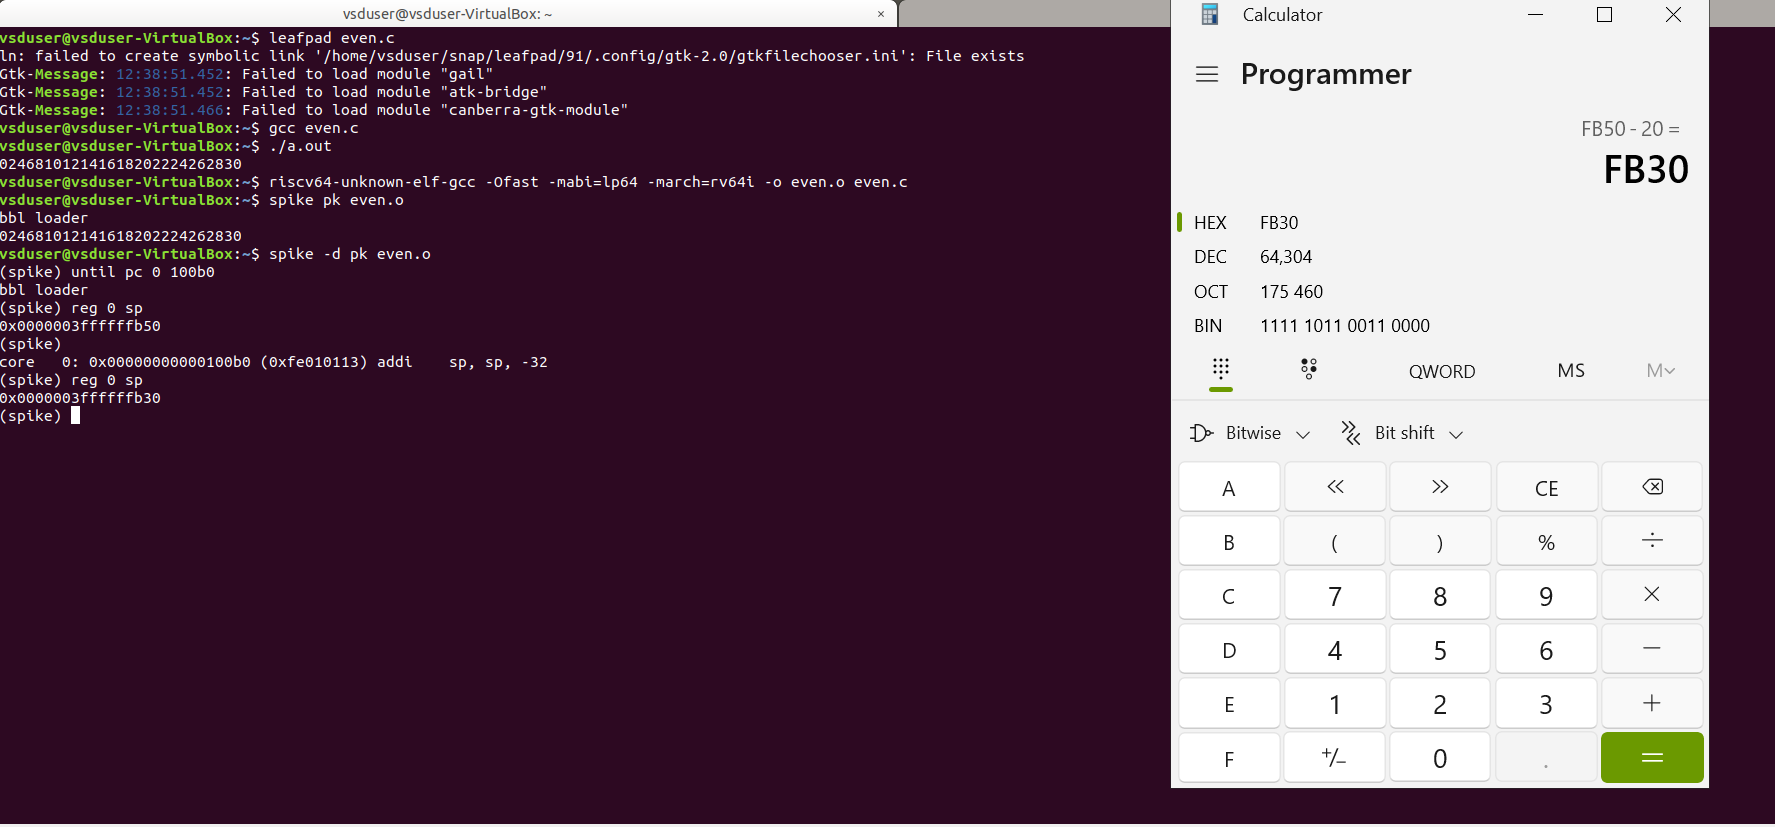 vsduser@vsduser-VirtualBox: ~
×
vsduser@vsduser-VirtualBox:~$ leafpad even.c
ln: failed to create symbolic link '/home/vsduser/snap/leafpad/91/.config/gtk-2.0/gtkfilechooser.ini': File exists
Gtk-Message: 12:38:51.452: Failed to load module "gail"
Gtk-Message: 12:38:51.452: Failed to load module "atk-bridge"
Gtk-Message: 12:38:51.466: Failed to load module "canberra-gtk-module"
vsduser@vsduser-VirtualBox:~$ gcc even.c
vsduser@vsduser-VirtualBox:~$ ./a.out
024681012141618202224262830
vsduser@vsduser-VirtualBox:~$ riscv64-unknown-elf-gcc -Ofast -mabi=lp64 -march=rv64i -o even.o even.c
vsduser@vsduser-VirtualBox:~$ spike pk even.o
bbl loader
024681012141618202224262830
vsduser@vsduser-VirtualBox:~$ spike -d pk even.o
(spike) until pc 0 100b0
bbl loader
(spike) reg 0 sp
0x0000003ffffffb50
(spike)
core   0: 0x00000000000100b0 (0xfe010113) addi    sp, sp, -32
(spike) reg 0 sp
0x0000003ffffffb30
(spike)
Calculator
Programmer
FB50 - 20 =
FB30
HEX FB30
DEC 64,304
OCT 175 460
BIN 1111 1011 0011 0000
QWORD MS M
Bitwise Bit shift
A « » CE
B ( ) % ÷
C 7 8 9 ×
D 4 5 6 −
E 1 2 3 +
F +/− 0 . =